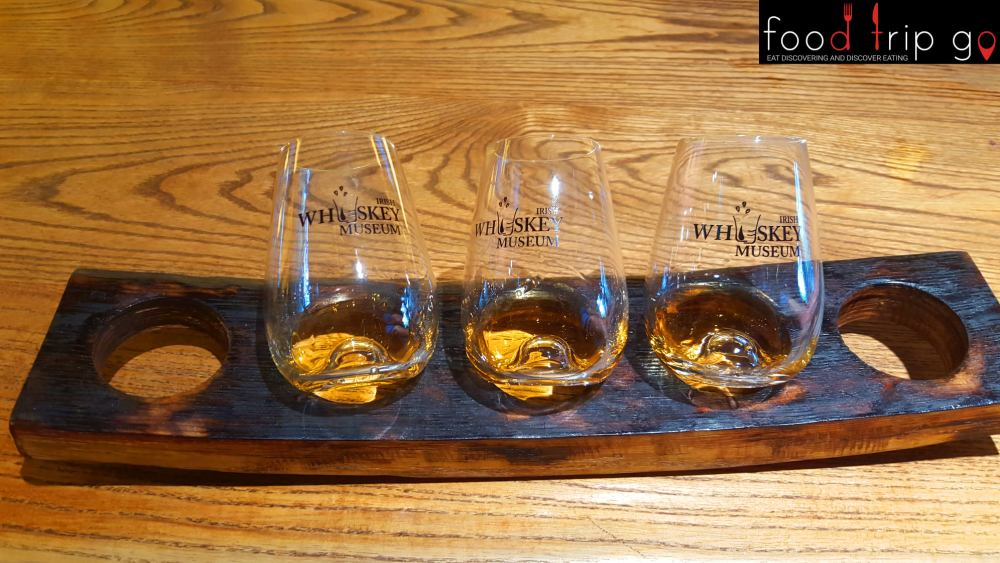 food trip go
EAT DISCOVERING AND DISCOVER EATING
IRISH
WHISKEY
MUSEUM
IRISH
WHISKEY
MUSEUM
IRISH
WHISKEY
MUSEUM